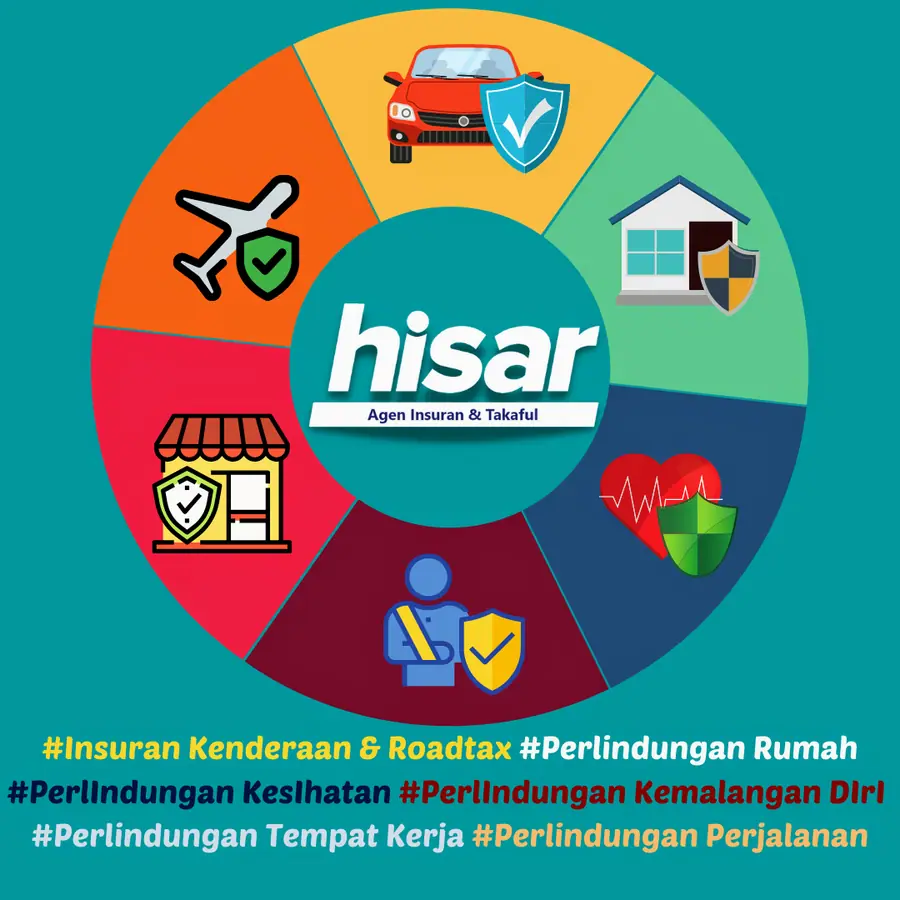 hisar
Agen Insuran & Takaful
#Insuran Kenderaan & Roadtax #Perlindungan Rumah
#PerlIndungan KesIhatan #PerlIndungan Kemalangan DIrI
#Perlindungan Tempat Kerja #Perlindungan Perjalanan